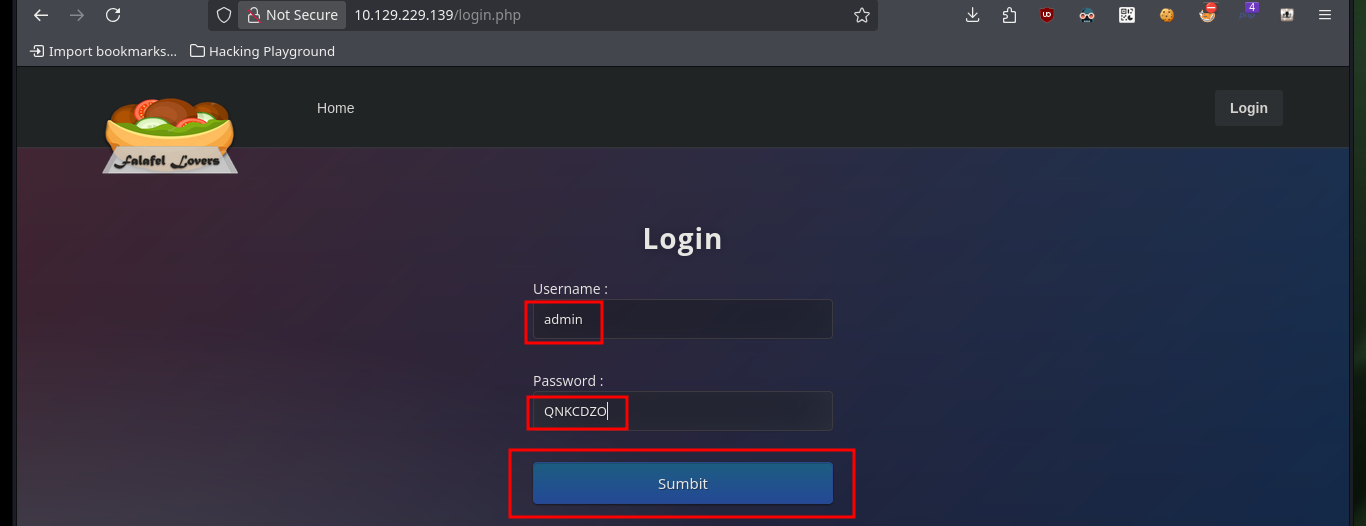 Not Secure 10.129.229.139/login.php 4
Import bookmarks... Hacking Playground
Home Login
Falafel Lovers
Login
Username :
admin
Password :
QNKCDZO
Sumbit